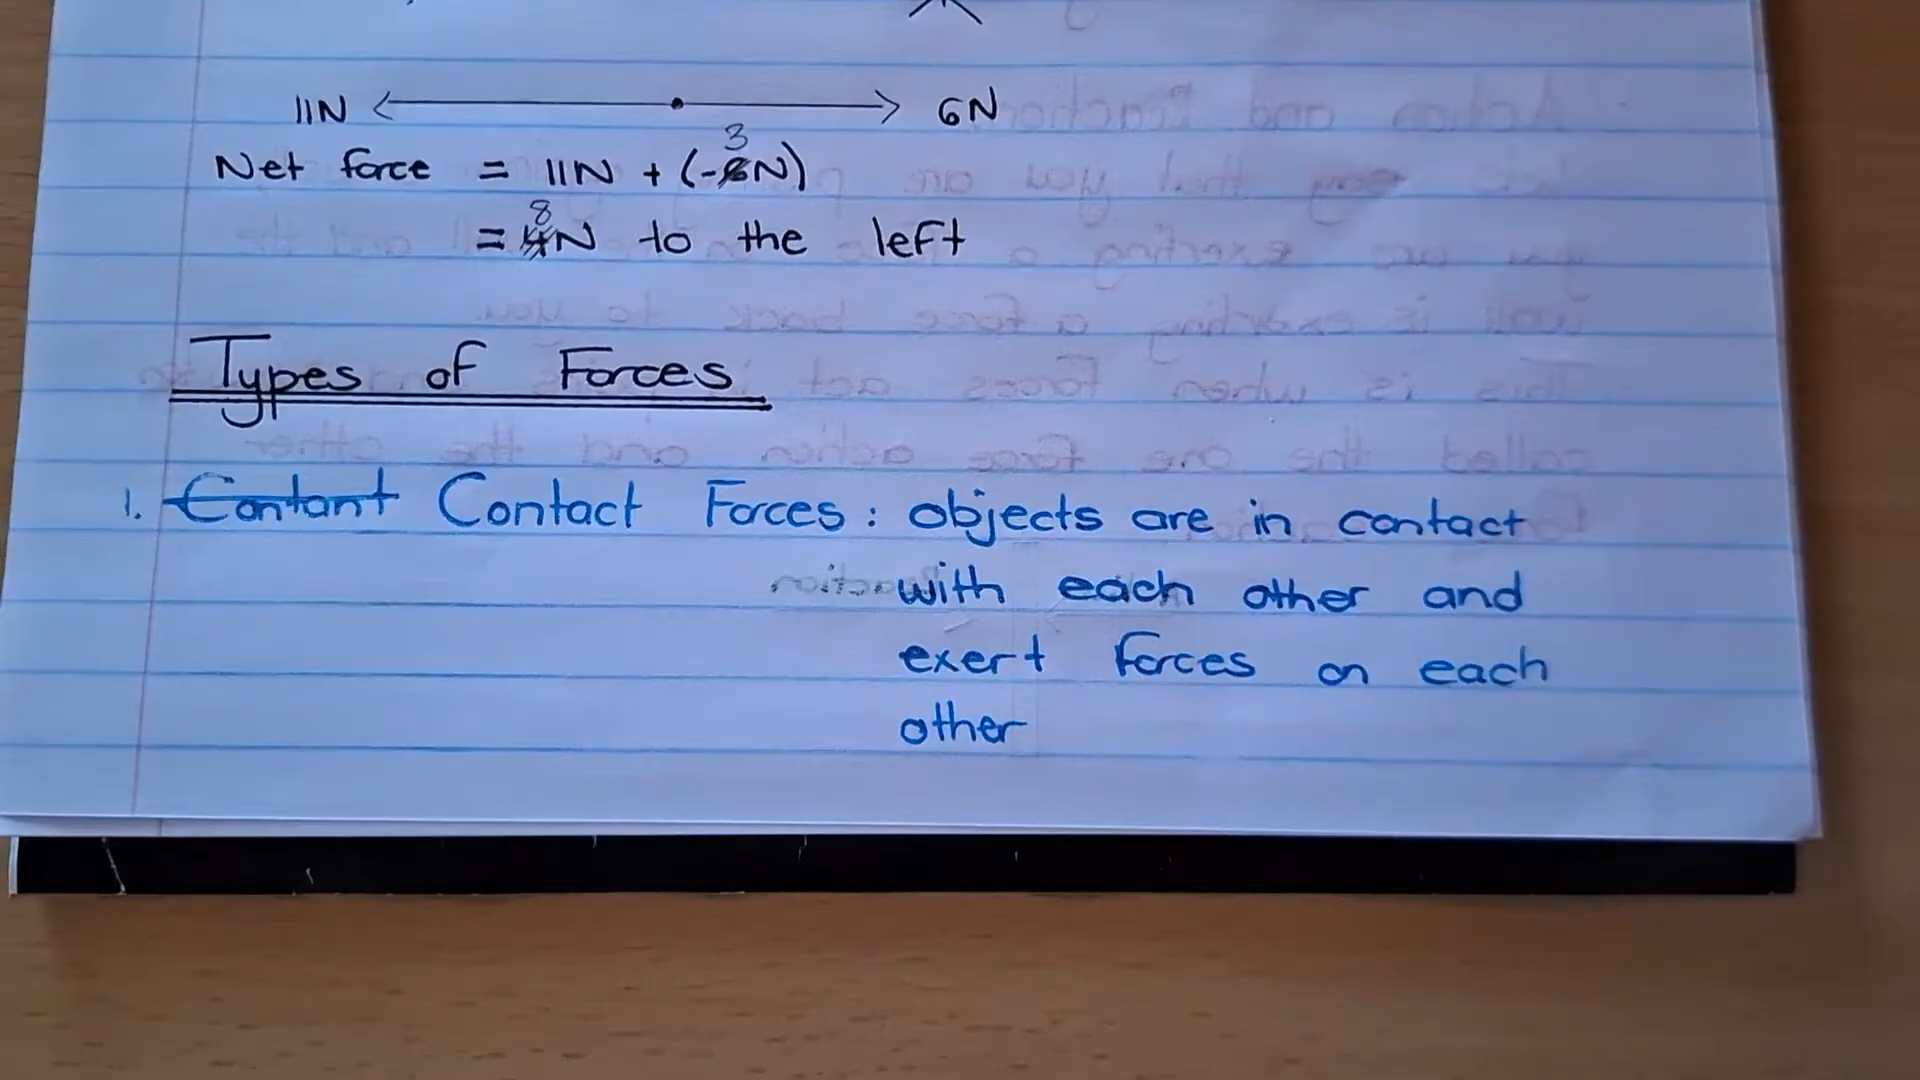 11N 6N
3
Net force = 11N + (-6N)
8
= 4N to the left
Types of Forces
1. Contant Contact Forces: objects are in contact
with each other and
exert forces on each
other